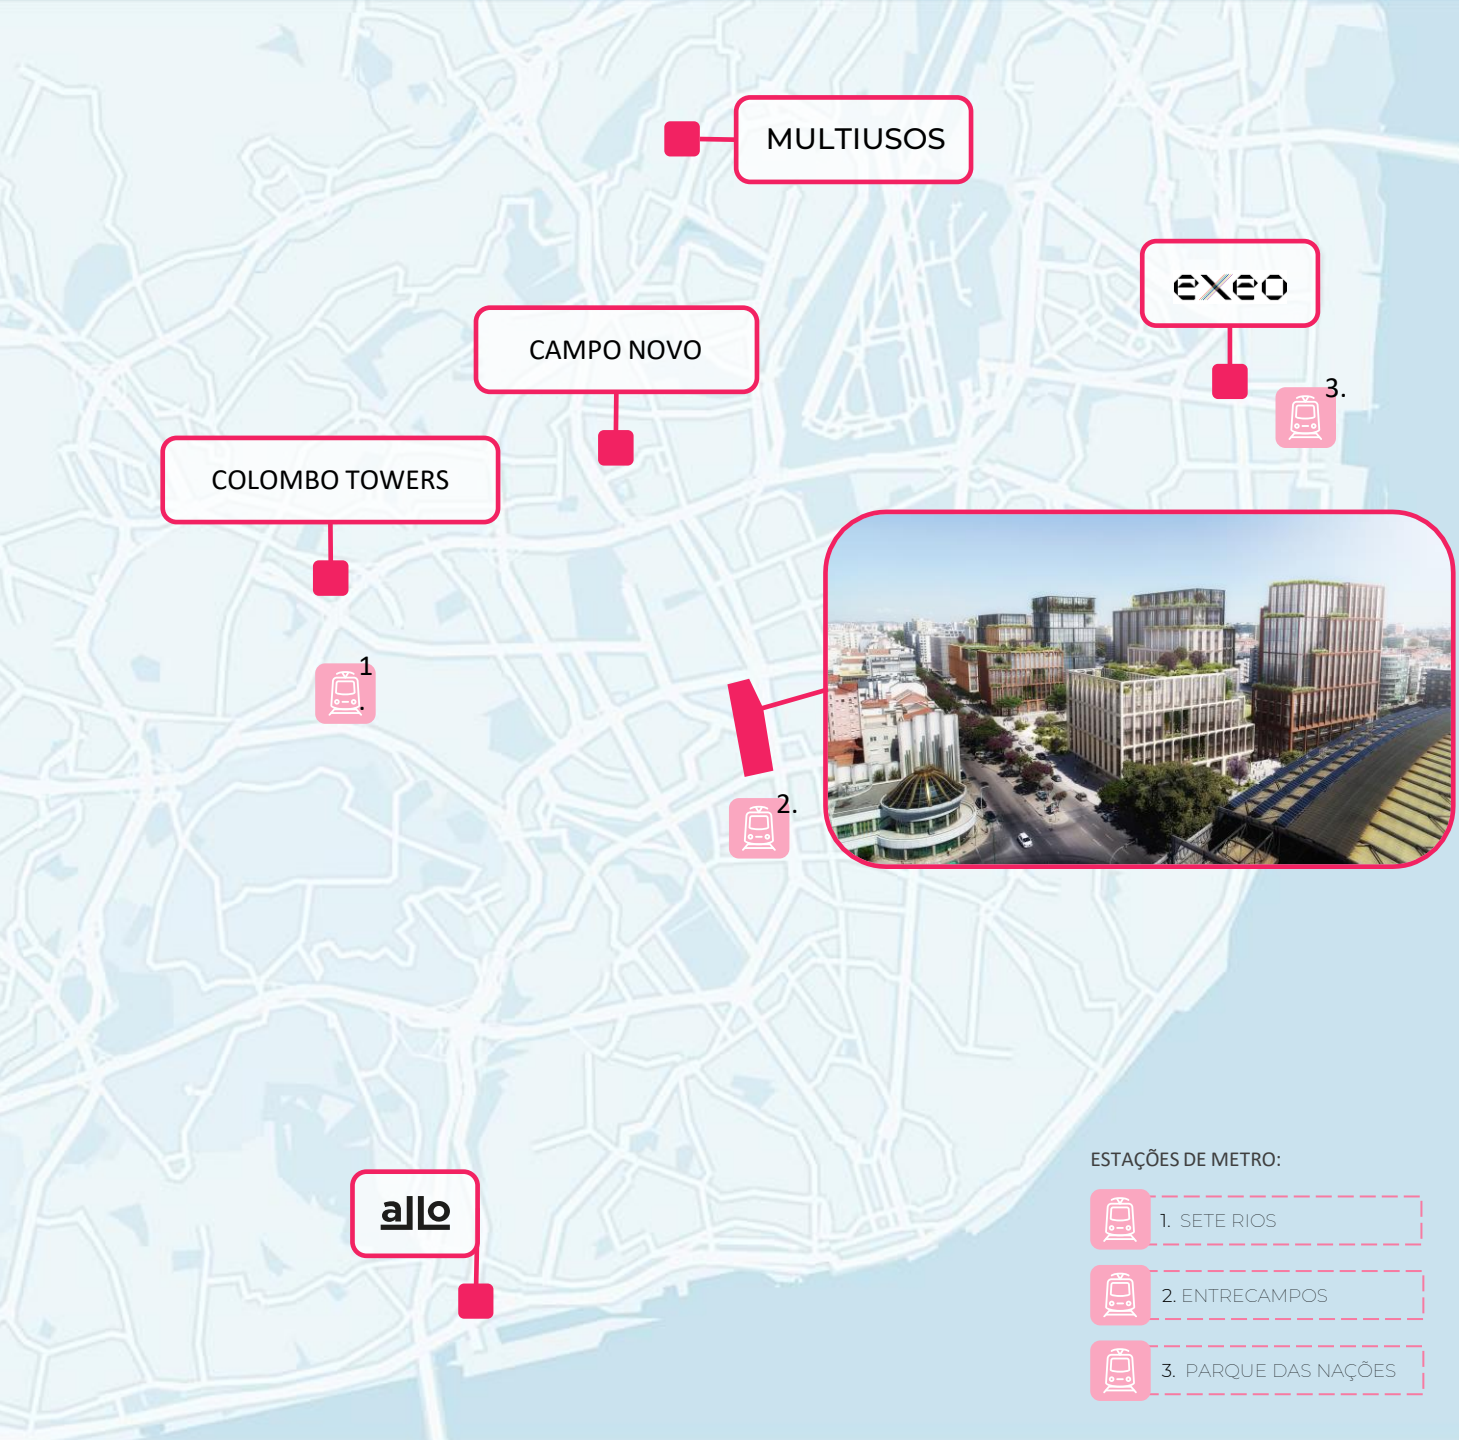 MULTIUSOS
exeo
CAMPO NOVO
3.
COLOMBO TOWERS
1
.
2.
allo
ESTAÇÕES DE METRO:
1. SETE RIOS
2. ENTRECAMPOS
3. PARQUE DAS NAÇÕES